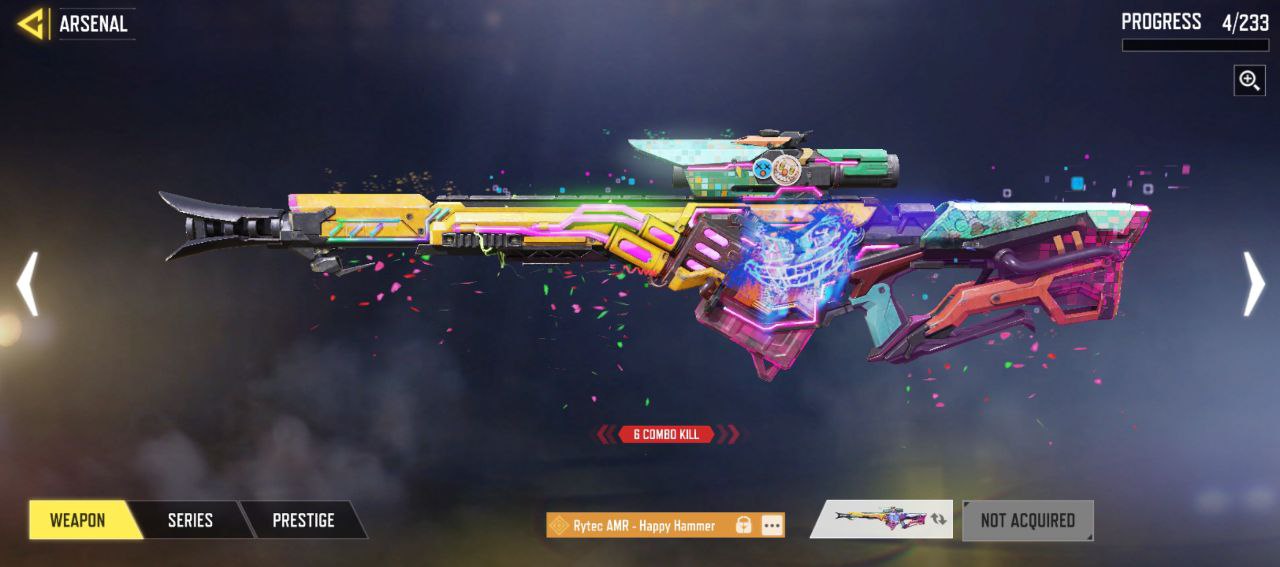 ARSENAL
PROGRESS 4/233
6 COMBO KILL
WEAPON
SERIES
PRESTIGE
Rytec AMR - Happy Hammer
NOT ACQUIRED